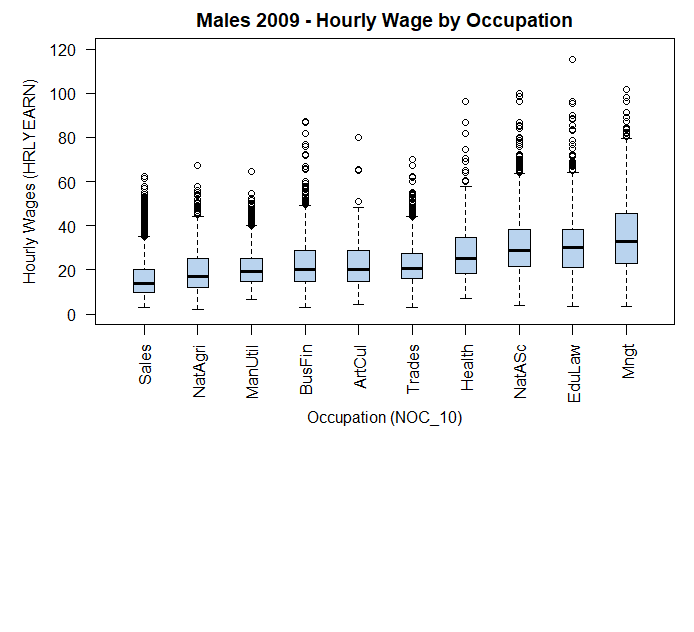 Males 2009 - Hourly Wage by Occupation
Hourly Wages (HRLYEARN)
120
100
80
60
40
20
0
Sales
NatAgri
ManUtil
BusFin
ArtCul
Trades
Health
NatASc
EduLaw
Mngt
Occupation (NOC_10)